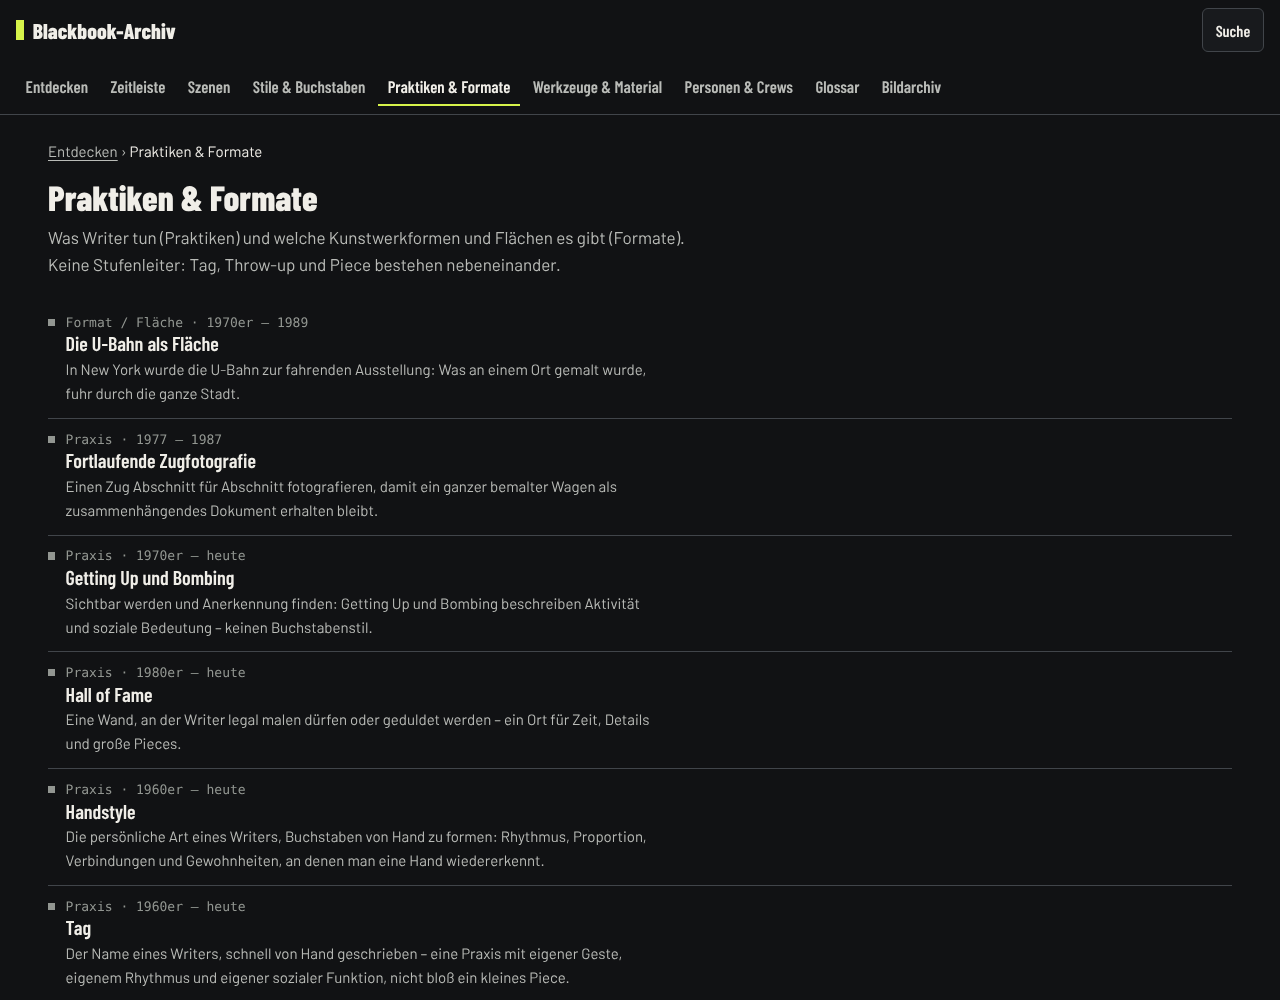 Blackbook-Archiv
Suche
Entdecken
Zeitleiste
Szenen
Stile & Buchstaben
Praktiken & Formate
Werkzeuge & Material
Personen & Crews
Glossar
Bildarchiv
Entdecken › Praktiken & Formate
Praktiken & Formate
Was Writer tun (Praktiken) und welche Kunstwerkformen und Flächen es gibt (Formate).
Keine Stufenleiter: Tag, Throw-up und Piece bestehen nebeneinander.
Format / Fläche · 1970er – 1989
Die U-Bahn als Fläche
In New York wurde die U-Bahn zur fahrenden Ausstellung: Was an einem Ort gemalt wurde,
fuhr durch die ganze Stadt.
Praxis · 1977 – 1987
Fortlaufende Zugfotografie
Einen Zug Abschnitt für Abschnitt fotografieren, damit ein ganzer bemalter Wagen als
zusammenhängendes Dokument erhalten bleibt.
Praxis · 1970er – heute
Getting Up und Bombing
Sichtbar werden und Anerkennung finden: Getting Up und Bombing beschreiben Aktivität
und soziale Bedeutung – keinen Buchstabenstil.
Praxis · 1980er – heute
Hall of Fame
Eine Wand, an der Writer legal malen dürfen oder geduldet werden – ein Ort für Zeit, Details
und große Pieces.
Praxis · 1960er – heute
Handstyle
Die persönliche Art eines Writers, Buchstaben von Hand zu formen: Rhythmus, Proportion,
Verbindungen und Gewohnheiten, an denen man eine Hand wiedererkennt.
Praxis · 1960er – heute
Tag
Der Name eines Writers, schnell von Hand geschrieben – eine Praxis mit eigener Geste,
eigenem Rhythmus und eigener sozialer Funktion, nicht bloß ein kleines Piece.